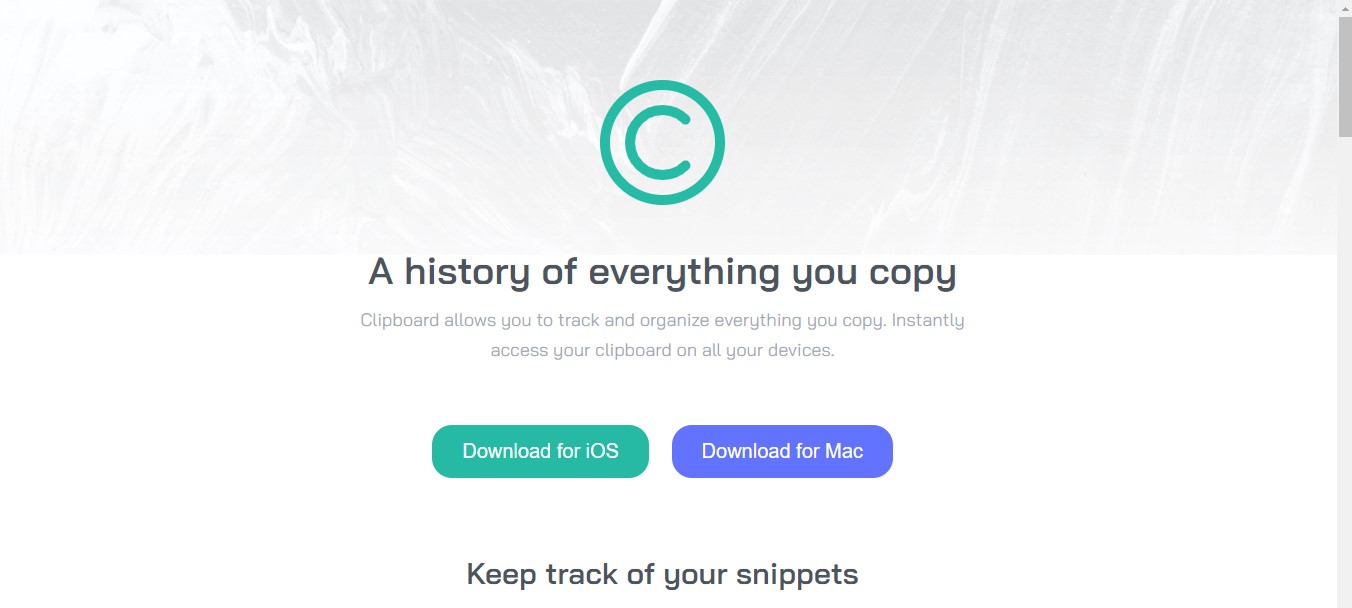 A history of everything you copy
Clipboard allows you to track and organize everything you copy. Instantly
access your clipboard on all your devices.
Download for iOS
Download for Mac
Keep track of your snippets